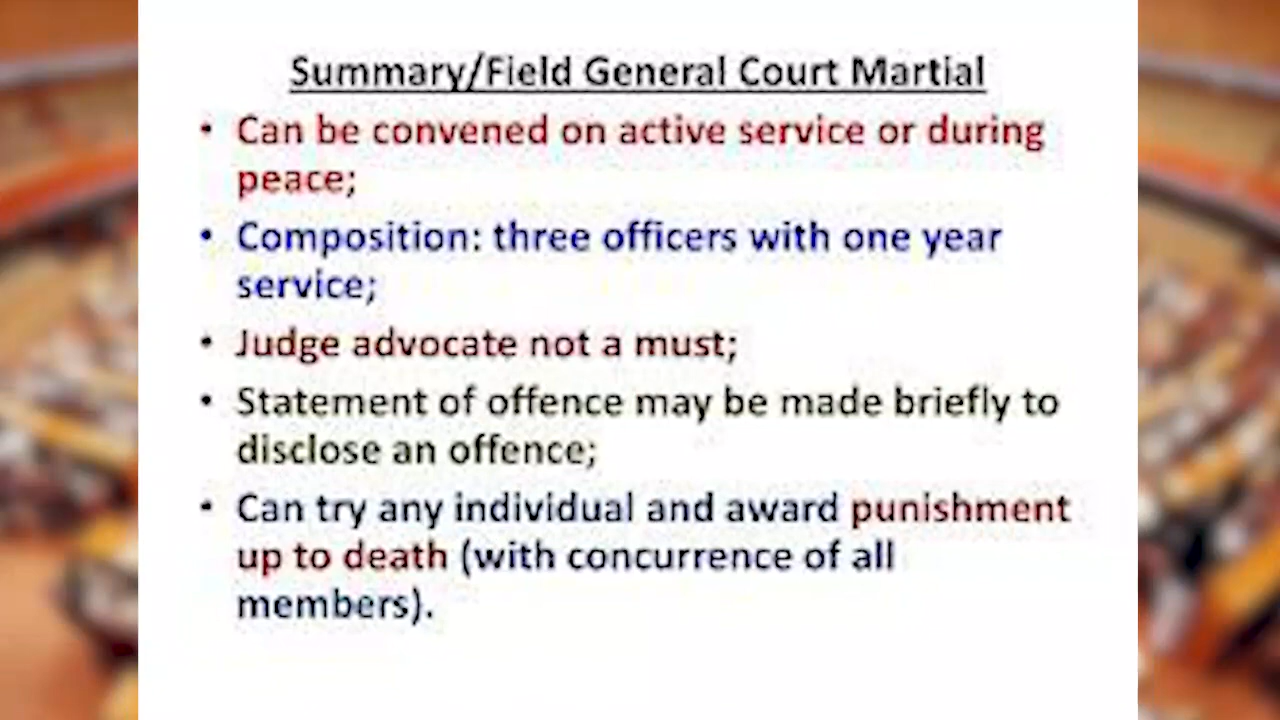 Summary/Field General Court Martial
• Can be convened on active service or during
peace;
• Composition: three officers with one year
service;
• Judge advocate not a must;
• Statement of offence may be made briefly to
disclose an offence;
• Can try any individual and award punishment
up to death (with concurrence of all
members).